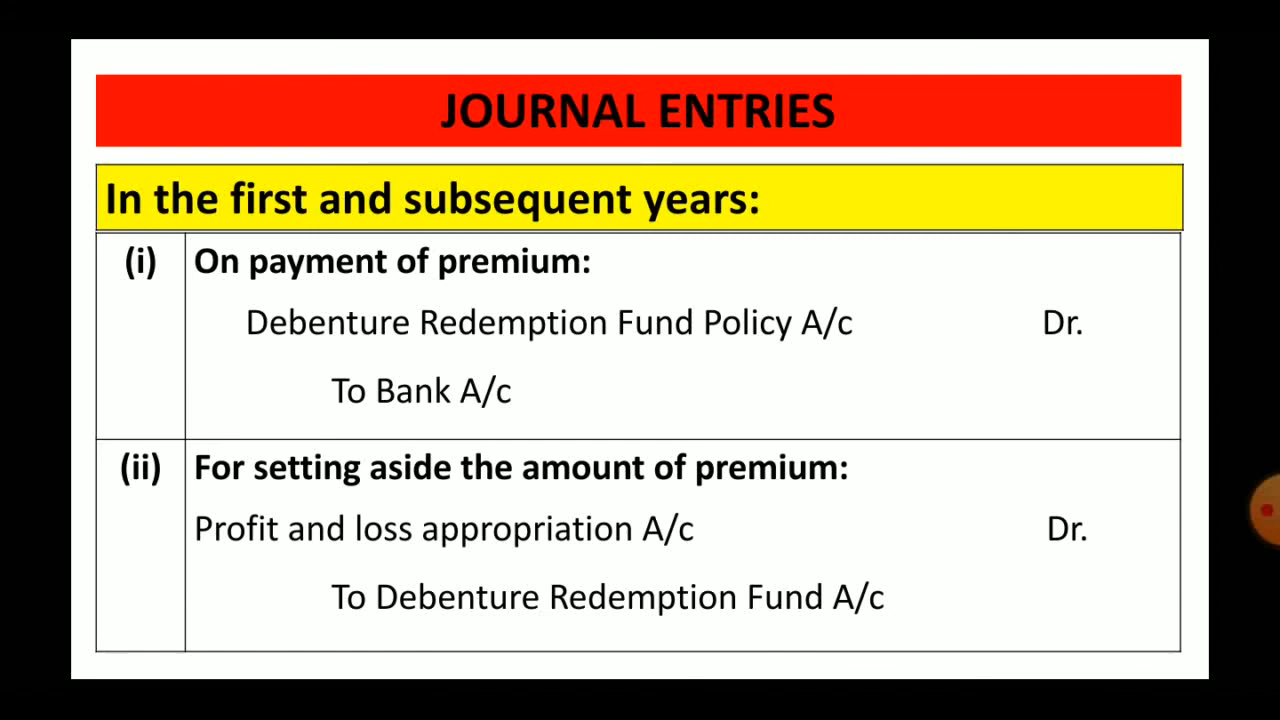 JOURNAL ENTRIES
In the first and subsequent years:
(i) On payment of premium:
Debenture Redemption Fund Policy A/c Dr.
To Bank A/c
(ii) For setting aside the amount of premium:
Profit and loss appropriation A/c Dr.
To Debenture Redemption Fund A/c